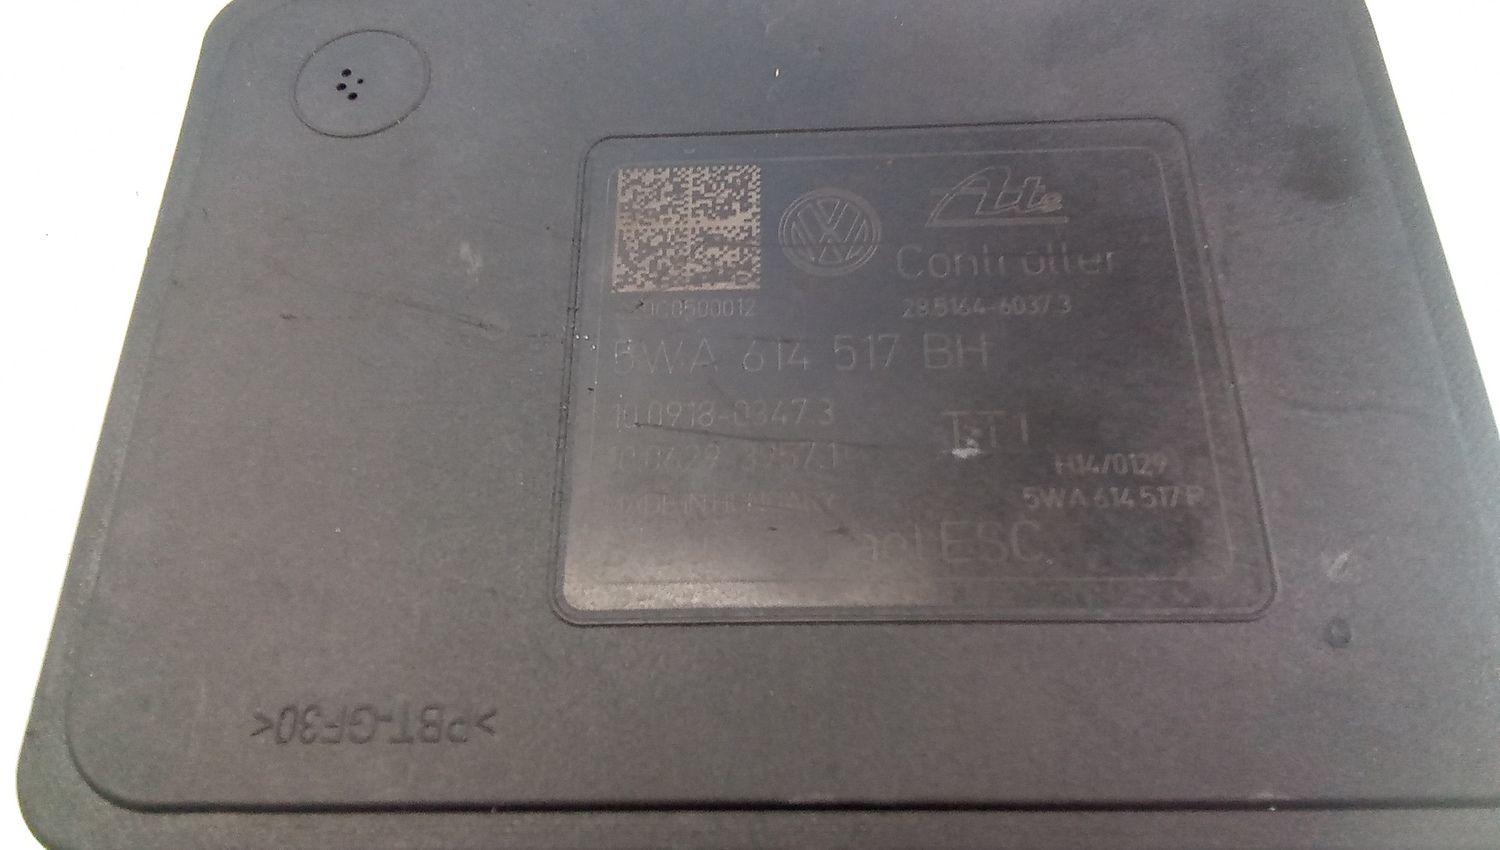 Ate
Controller
28.5164-6037.3
5WA 614 517 BH
10.0918-0347.3
H14/0129
5WA 614 517
ESC
>PBT-GF30<